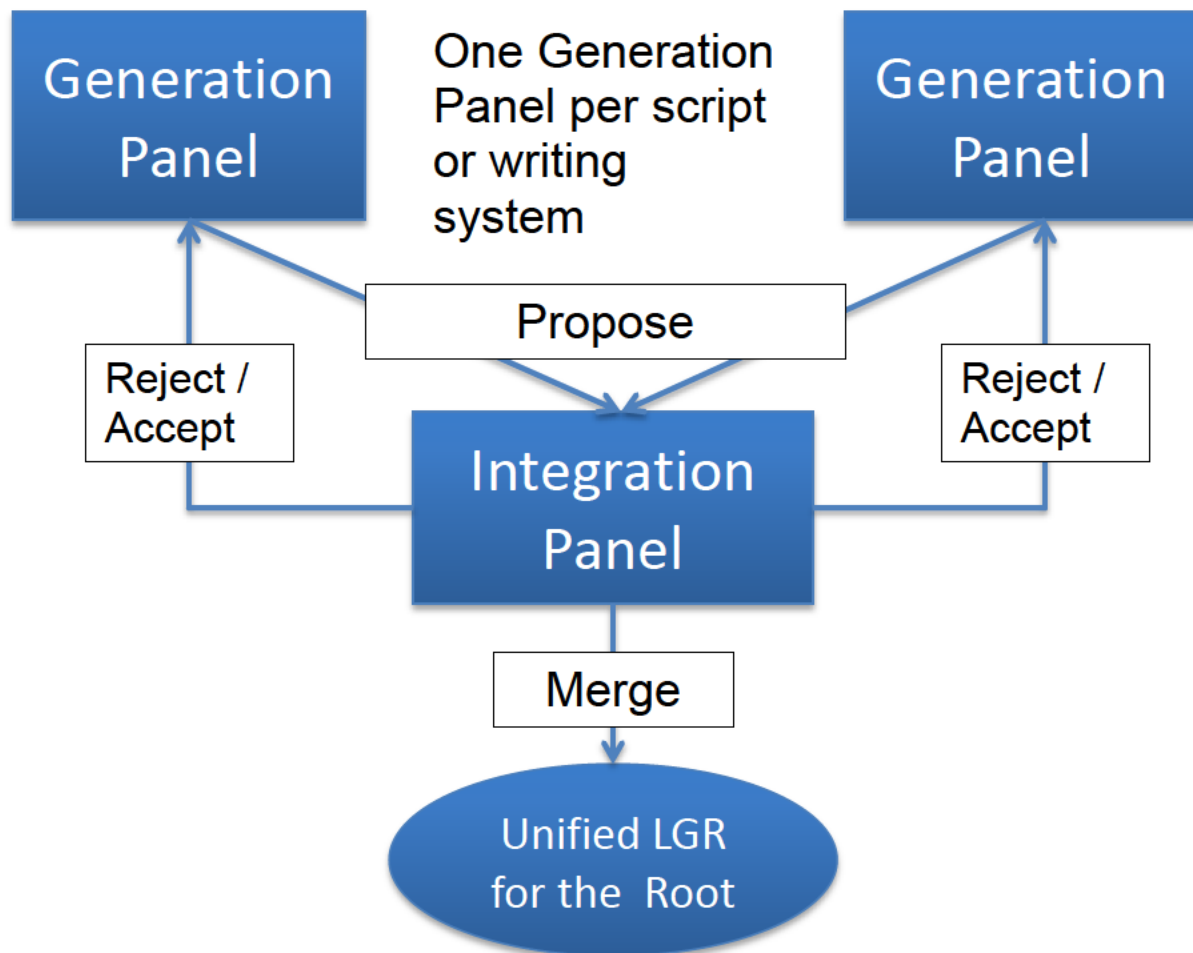 Generation
Panel
One Generation
Panel per script
or writing
system
Generation
Panel
Propose
Reject /
Accept
Reject /
Accept
Integration
Panel
Merge
Unified LGR
for the  Root